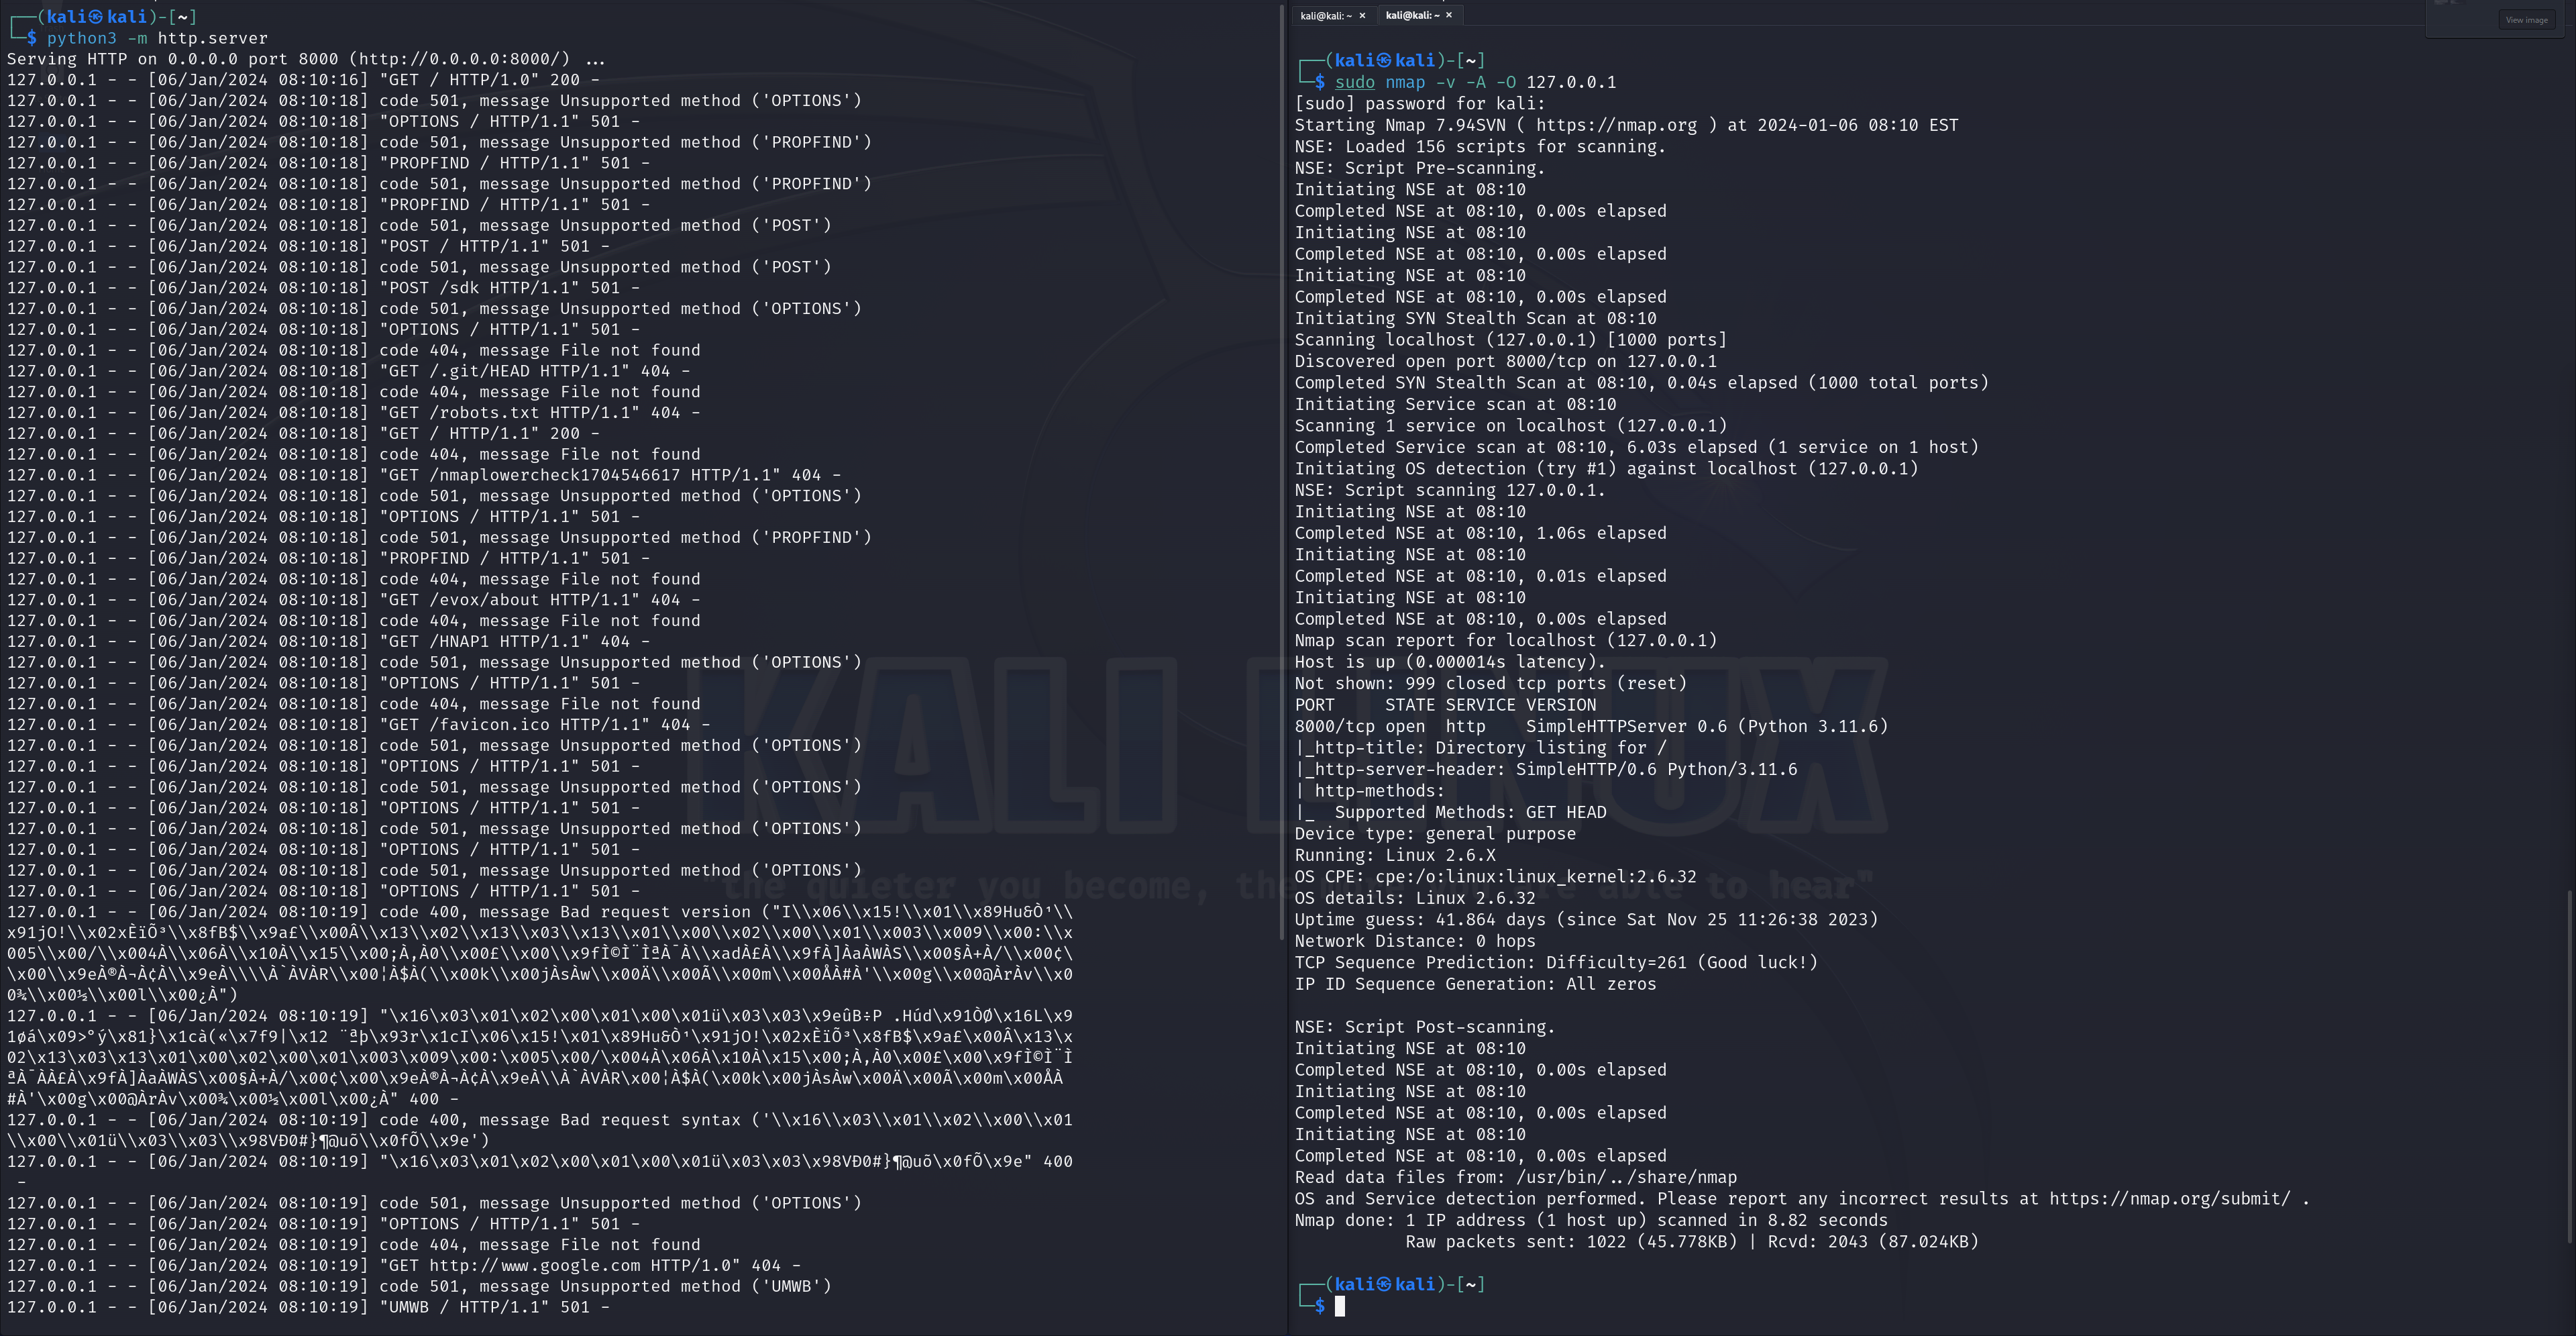 ┌──(kali㉿kali)-[~]
└─$ python3 -m http.server
Serving HTTP on 0.0.0.0 port 8000 (http://0.0.0.0:8000/) ...
127.0.0.1 - - [06/Jan/2024 08:10:16] "GET / HTTP/1.0" 200 -
127.0.0.1 - - [06/Jan/2024 08:10:18] code 501, message Unsupported method ('OPTIONS')
127.0.0.1 - - [06/Jan/2024 08:10:18] "OPTIONS / HTTP/1.1" 501 -
127.0.0.1 - - [06/Jan/2024 08:10:18] code 501, message Unsupported method ('PROPFIND')
127.0.0.1 - - [06/Jan/2024 08:10:18] "PROPFIND / HTTP/1.1" 501 -
127.0.0.1 - - [06/Jan/2024 08:10:18] code 501, message Unsupported method ('PROPFIND')
127.0.0.1 - - [06/Jan/2024 08:10:18] "PROPFIND / HTTP/1.1" 501 -
127.0.0.1 - - [06/Jan/2024 08:10:18] code 501, message Unsupported method ('POST')
127.0.0.1 - - [06/Jan/2024 08:10:18] "POST / HTTP/1.1" 501 -
127.0.0.1 - - [06/Jan/2024 08:10:18] code 501, message Unsupported method ('POST')
127.0.0.1 - - [06/Jan/2024 08:10:18] "POST /sdk HTTP/1.1" 501 -
127.0.0.1 - - [06/Jan/2024 08:10:18] code 501, message Unsupported method ('OPTIONS')
127.0.0.1 - - [06/Jan/2024 08:10:18] "OPTIONS / HTTP/1.1" 501 -
127.0.0.1 - - [06/Jan/2024 08:10:18] code 404, message File not found
127.0.0.1 - - [06/Jan/2024 08:10:18] "GET /.git/HEAD HTTP/1.1" 404 -
127.0.0.1 - - [06/Jan/2024 08:10:18] code 404, message File not found
127.0.0.1 - - [06/Jan/2024 08:10:18] "GET /robots.txt HTTP/1.1" 404 -
127.0.0.1 - - [06/Jan/2024 08:10:18] "GET / HTTP/1.1" 200 -
127.0.0.1 - - [06/Jan/2024 08:10:18] code 404, message File not found
127.0.0.1 - - [06/Jan/2024 08:10:18] "GET /nmaplowercheck1704546617 HTTP/1.1" 404 -
127.0.0.1 - - [06/Jan/2024 08:10:18] code 501, message Unsupported method ('OPTIONS')
127.0.0.1 - - [06/Jan/2024 08:10:18] "OPTIONS / HTTP/1.1" 501 -
127.0.0.1 - - [06/Jan/2024 08:10:18] code 501, message Unsupported method ('PROPFIND')
127.0.0.1 - - [06/Jan/2024 08:10:18] "PROPFIND / HTTP/1.1" 501 -
127.0.0.1 - - [06/Jan/2024 08:10:18] code 404, message File not found
127.0.0.1 - - [06/Jan/2024 08:10:18] "GET /evox/about HTTP/1.1" 404 -
127.0.0.1 - - [06/Jan/2024 08:10:18] code 404, message File not found
127.0.0.1 - - [06/Jan/2024 08:10:18] "GET /HNAP1 HTTP/1.1" 404 -
127.0.0.1 - - [06/Jan/2024 08:10:18] code 501, message Unsupported method ('OPTIONS')
127.0.0.1 - - [06/Jan/2024 08:10:18] "OPTIONS / HTTP/1.1" 501 -
127.0.0.1 - - [06/Jan/2024 08:10:18] code 404, message File not found
127.0.0.1 - - [06/Jan/2024 08:10:18] "GET /favicon.ico HTTP/1.1" 404 -
127.0.0.1 - - [06/Jan/2024 08:10:18] code 501, message Unsupported method ('OPTIONS')
127.0.0.1 - - [06/Jan/2024 08:10:18] "OPTIONS / HTTP/1.1" 501 -
127.0.0.1 - - [06/Jan/2024 08:10:18] code 501, message Unsupported method ('OPTIONS')
127.0.0.1 - - [06/Jan/2024 08:10:18] "OPTIONS / HTTP/1.1" 501 -
127.0.0.1 - - [06/Jan/2024 08:10:18] code 501, message Unsupported method ('OPTIONS')
127.0.0.1 - - [06/Jan/2024 08:10:18] "OPTIONS / HTTP/1.1" 501 -
127.0.0.1 - - [06/Jan/2024 08:10:18] code 501, message Unsupported method ('OPTIONS')
127.0.0.1 - - [06/Jan/2024 08:10:18] "OPTIONS / HTTP/1.1" 501 -
127.0.0.1 - - [06/Jan/2024 08:10:19] code 400, message Bad request version ("I\\x06\\x15!\\x01\\x89Hu&Ò¹\\
x91jO!\\x02xÈïÕ³\\x8fB$\\x9a£\\x00Â\\x13\\x02\\x13\\x03\\x13\\x01\\x00\\x02\\x00\\x01\\x003\\x009\\x00:\\x
005\\x00/\\x004À\\x06À\\x10À\\x15\\x00;À,À0\\x00£\\x00\\x9fÌ©Ì¨ÌªÀ¯À\\xadÀ£À\\x9fÀ]ÀaÀWÀS\\x00§À+À/\\x00¢\
\x00\\x9eÀ®À¬À¢À\\x9eÀ\\\\À`ÀVÀR\\x00¦À$À(\\x00k\\x00jÀsÀw\\x00Ä\\x00Ã\\x00m\\x00ÅÀ#À'\\x00g\\x00@ÀrÀv\\x0
0¾\\x00½\\x00l\\x00¿À")
127.0.0.1 - - [06/Jan/2024 08:10:19] "\x16\x03\x01\x02\x00\x01\x00\x01ü\x03\x03\x9eûB÷P .Húd\x91ÒØ\x16L\x9
1øá\x09>°ý\x81}\x1cà(«\x7f9|\x12 ¨ªþ\x93r\x1cI\x06\x15!\x01\x89Hu&Ò¹\x91jO!\x02xÈïÕ³\x8fB$\x9a£\x00Â\x13\x
02\x13\x03\x13\x01\x00\x02\x00\x01\x003\x009\x00:\x005\x00/\x004À\x06À\x10À\x15\x00;À,À0\x00£\x00\x9fÌ©Ì¨Ì
ªÀ¯ÀÀ£À\x9fÀ]ÀaÀWÀS\x00§À+À/\x00¢\x00\x9eÀ®À¬À¢À\x9eÀ\\À`ÀVÀR\x00¦À$À(\x00k\x00jÀsÀw\x00Ä\x00Ã\x00m\x00ÅÀ
#À'\x00g\x00@ÀrÀv\x00¾\x00½\x00l\x00¿À" 400 -
127.0.0.1 - - [06/Jan/2024 08:10:19] code 400, message Bad request syntax ('\\x16\\x03\\x01\\x02\\x00\\x01
\\x00\\x01ü\\x03\\x03\\x98VÐ0#}¶@uõ\\x0fÕ\\x9e')
127.0.0.1 - - [06/Jan/2024 08:10:19] "\x16\x03\x01\x02\x00\x01\x00\x01ü\x03\x03\x98VÐ0#}¶@uõ\x0fÕ\x9e" 400
-
127.0.0.1 - - [06/Jan/2024 08:10:19] code 501, message Unsupported method ('OPTIONS')
127.0.0.1 - - [06/Jan/2024 08:10:19] "OPTIONS / HTTP/1.1" 501 -
127.0.0.1 - - [06/Jan/2024 08:10:19] code 404, message File not found
127.0.0.1 - - [06/Jan/2024 08:10:19] "GET http://www.google.com HTTP/1.0" 404 -
127.0.0.1 - - [06/Jan/2024 08:10:19] code 501, message Unsupported method ('UMWB')
127.0.0.1 - - [06/Jan/2024 08:10:19] "UMWB / HTTP/1.1" 501 -
kali@kali: ~ × kali@kali: ~ ×
View image
┌──(kali㉿kali)-[~]
└─$ sudo nmap -v -A -O 127.0.0.1
[sudo] password for kali:
Starting Nmap 7.94SVN ( https://nmap.org ) at 2024-01-06 08:10 EST
NSE: Loaded 156 scripts for scanning.
NSE: Script Pre-scanning.
Initiating NSE at 08:10
Completed NSE at 08:10, 0.00s elapsed
Initiating NSE at 08:10
Completed NSE at 08:10, 0.00s elapsed
Initiating NSE at 08:10
Completed NSE at 08:10, 0.00s elapsed
Initiating SYN Stealth Scan at 08:10
Scanning localhost (127.0.0.1) [1000 ports]
Discovered open port 8000/tcp on 127.0.0.1
Completed SYN Stealth Scan at 08:10, 0.04s elapsed (1000 total ports)
Initiating Service scan at 08:10
Scanning 1 service on localhost (127.0.0.1)
Completed Service scan at 08:10, 6.03s elapsed (1 service on 1 host)
Initiating OS detection (try #1) against localhost (127.0.0.1)
NSE: Script scanning 127.0.0.1.
Initiating NSE at 08:10
Completed NSE at 08:10, 1.06s elapsed
Initiating NSE at 08:10
Completed NSE at 08:10, 0.01s elapsed
Initiating NSE at 08:10
Completed NSE at 08:10, 0.00s elapsed
Nmap scan report for localhost (127.0.0.1)
Host is up (0.000014s latency).
Not shown: 999 closed tcp ports (reset)
PORT     STATE SERVICE VERSION
8000/tcp open  http    SimpleHTTPServer 0.6 (Python 3.11.6)
|_http-title: Directory listing for /
|_http-server-header: SimpleHTTP/0.6 Python/3.11.6
| http-methods:
|_  Supported Methods: GET HEAD
Device type: general purpose
Running: Linux 2.6.X
OS CPE: cpe:/o:linux:linux_kernel:2.6.32
OS details: Linux 2.6.32
Uptime guess: 41.864 days (since Sat Nov 25 11:26:38 2023)
Network Distance: 0 hops
TCP Sequence Prediction: Difficulty=261 (Good luck!)
IP ID Sequence Generation: All zeros
NSE: Script Post-scanning.
Initiating NSE at 08:10
Completed NSE at 08:10, 0.00s elapsed
Initiating NSE at 08:10
Completed NSE at 08:10, 0.00s elapsed
Initiating NSE at 08:10
Completed NSE at 08:10, 0.00s elapsed
Read data files from: /usr/bin/../share/nmap
OS and Service detection performed. Please report any incorrect results at https://nmap.org/submit/ .
Nmap done: 1 IP address (1 host up) scanned in 8.82 seconds
Raw packets sent: 1022 (45.778KB) | Rcvd: 2043 (87.024KB)
┌──(kali㉿kali)-[~]
└─$
KALI LINUX
"the quieter you become, the more you are able to hear"